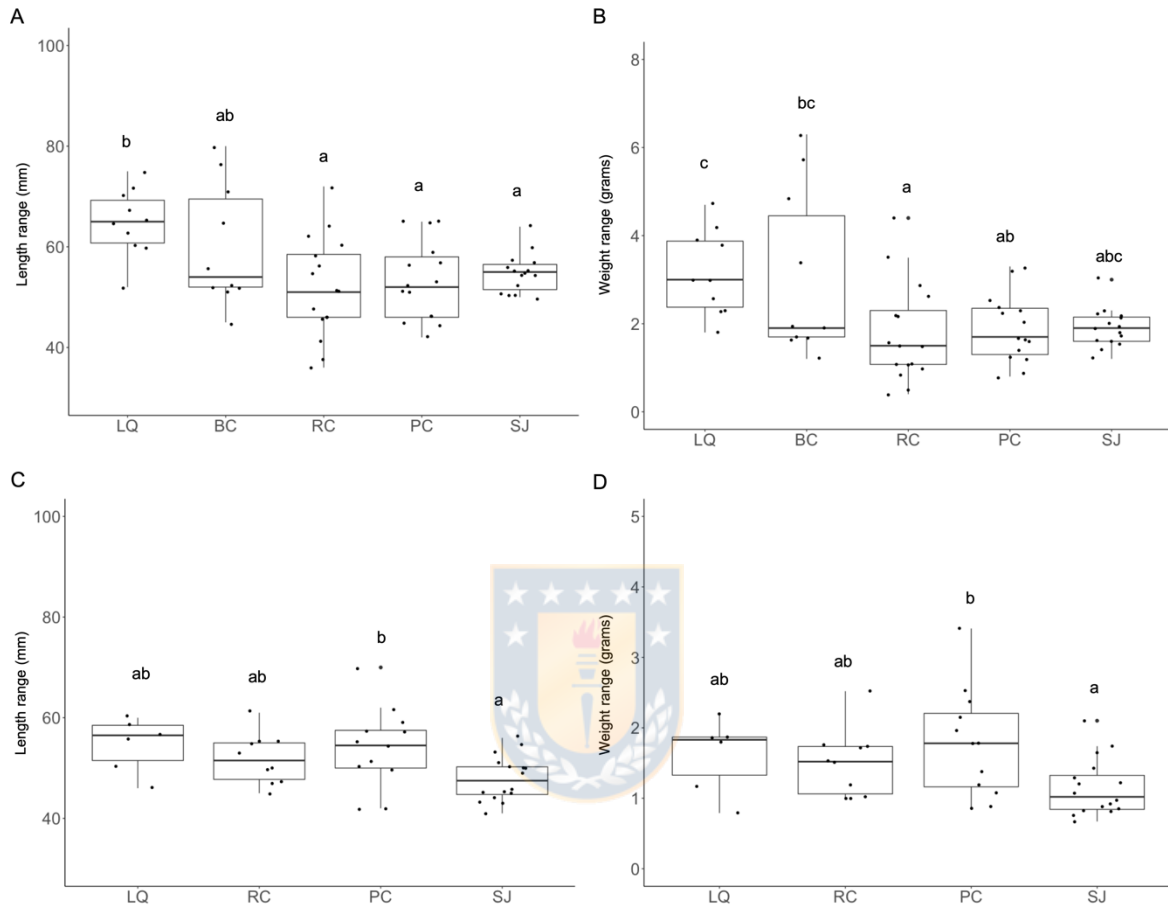 A
100
80
60
40
Length range (mm)
b
ab
a
a
a
LQ BC RC PC SJ
B
8
6
4
2
0
Weight range (grams)
c
bc
a
ab
abc
LQ BC RC PC SJ
C
100
80
60
40
Length range (mm)
ab
ab
b
a
LQ RC PC SJ
D
5
4
3
2
1
0
Weight range (grams)
ab
ab
b
a
LQ RC PC SJ